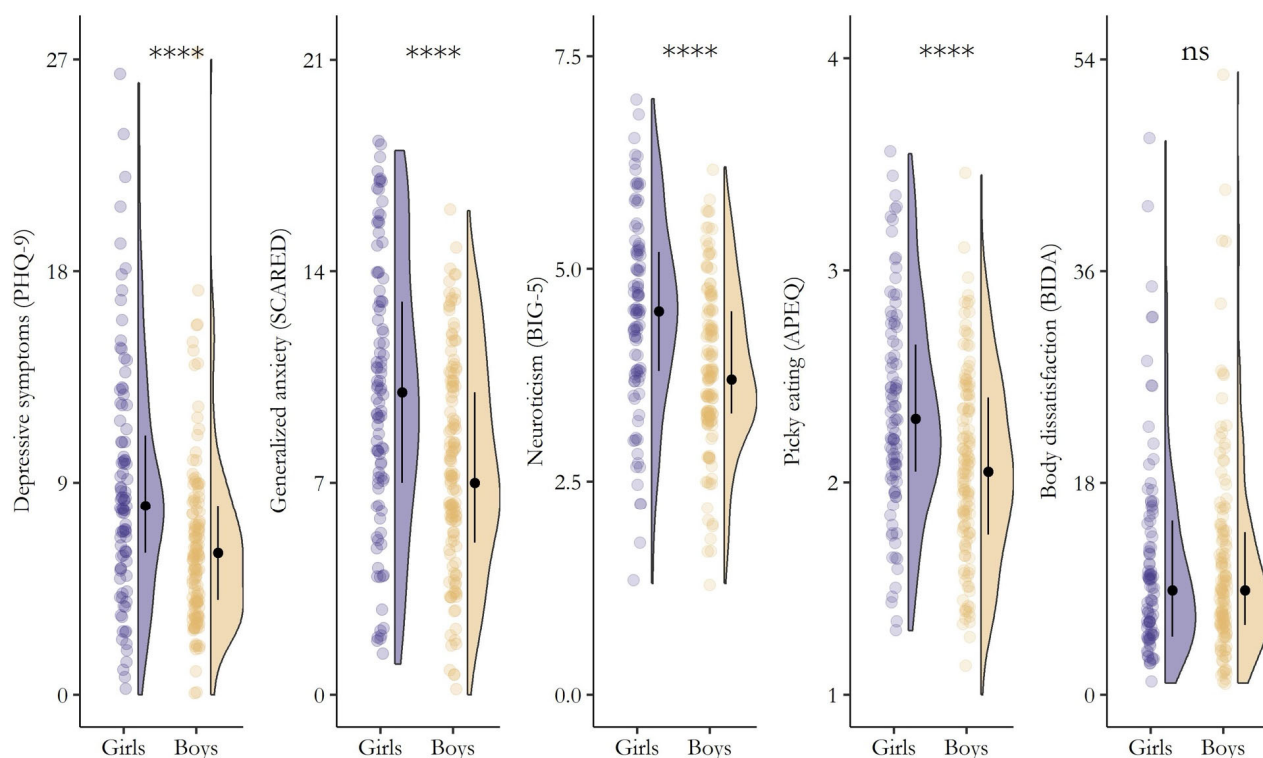 Depressive symptoms (PHQ-9)
27
18
9
0
****
Girls Boys
Generalized anxiety (SCARED)
21
14
7
0
****
Girls Boys
Neuroticism (BIG-5)
7.5
5.0
2.5
0.0
****
Girls Boys
Picky eating (APEQ)
4
3
2
1
****
Girls Boys
Body dissatisfaction (BIDA)
54
36
18
0
ns
Girls Boys